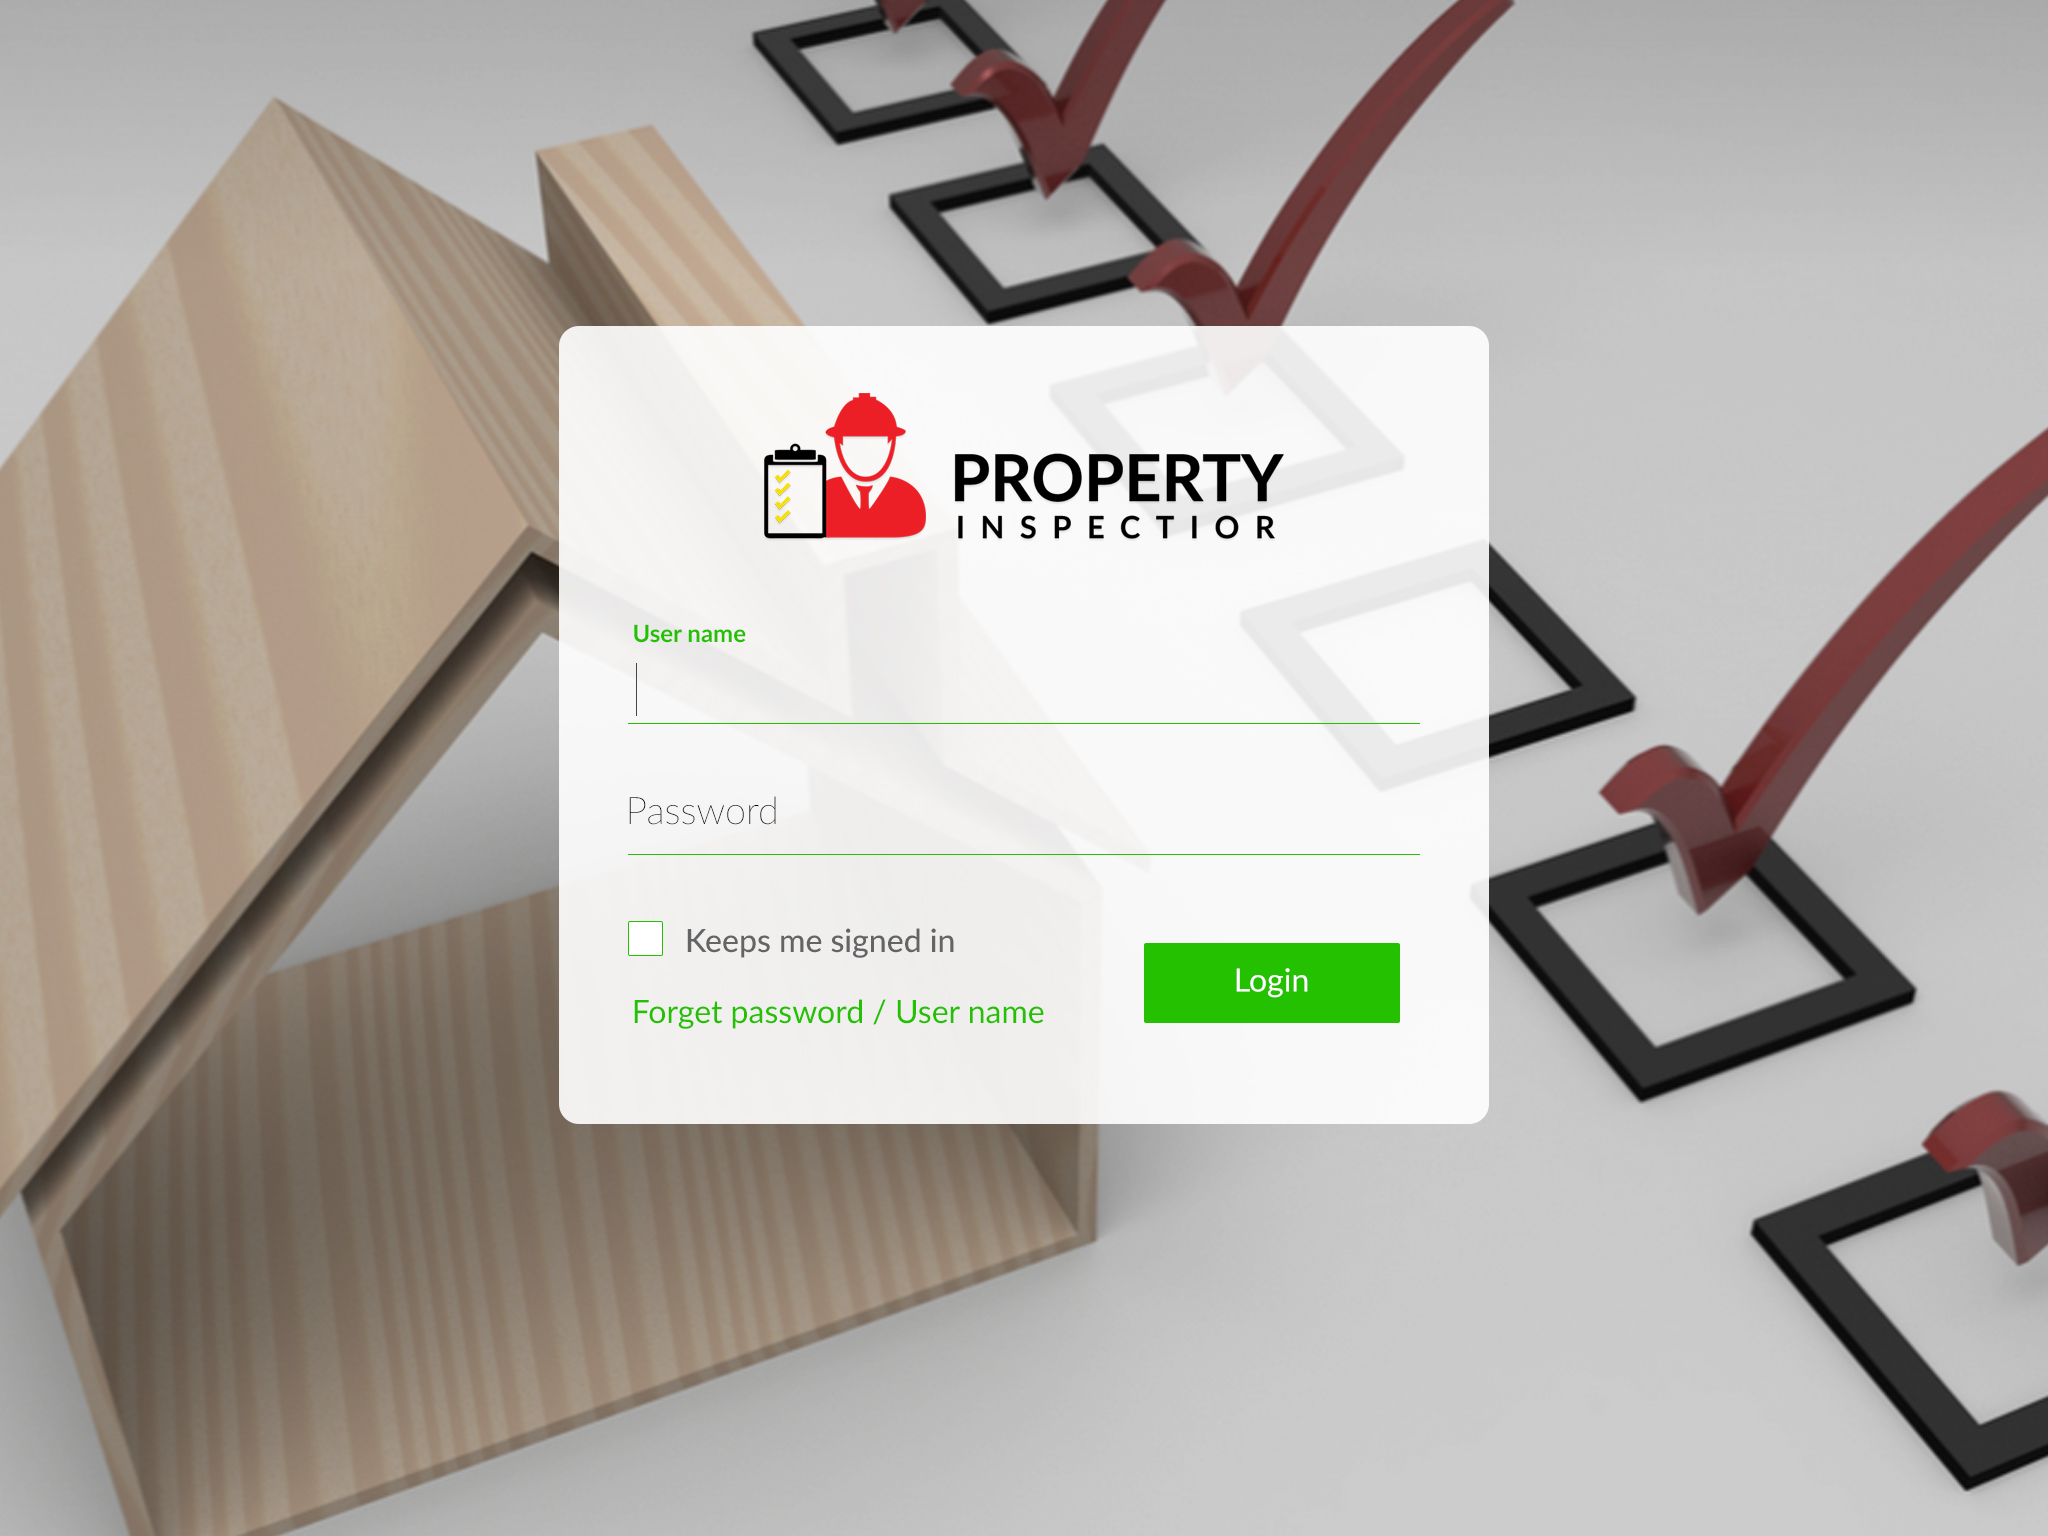 PROPERTY
INSPECTIOR
User name
Password
Keeps me signed in
Login
Forget password / User name